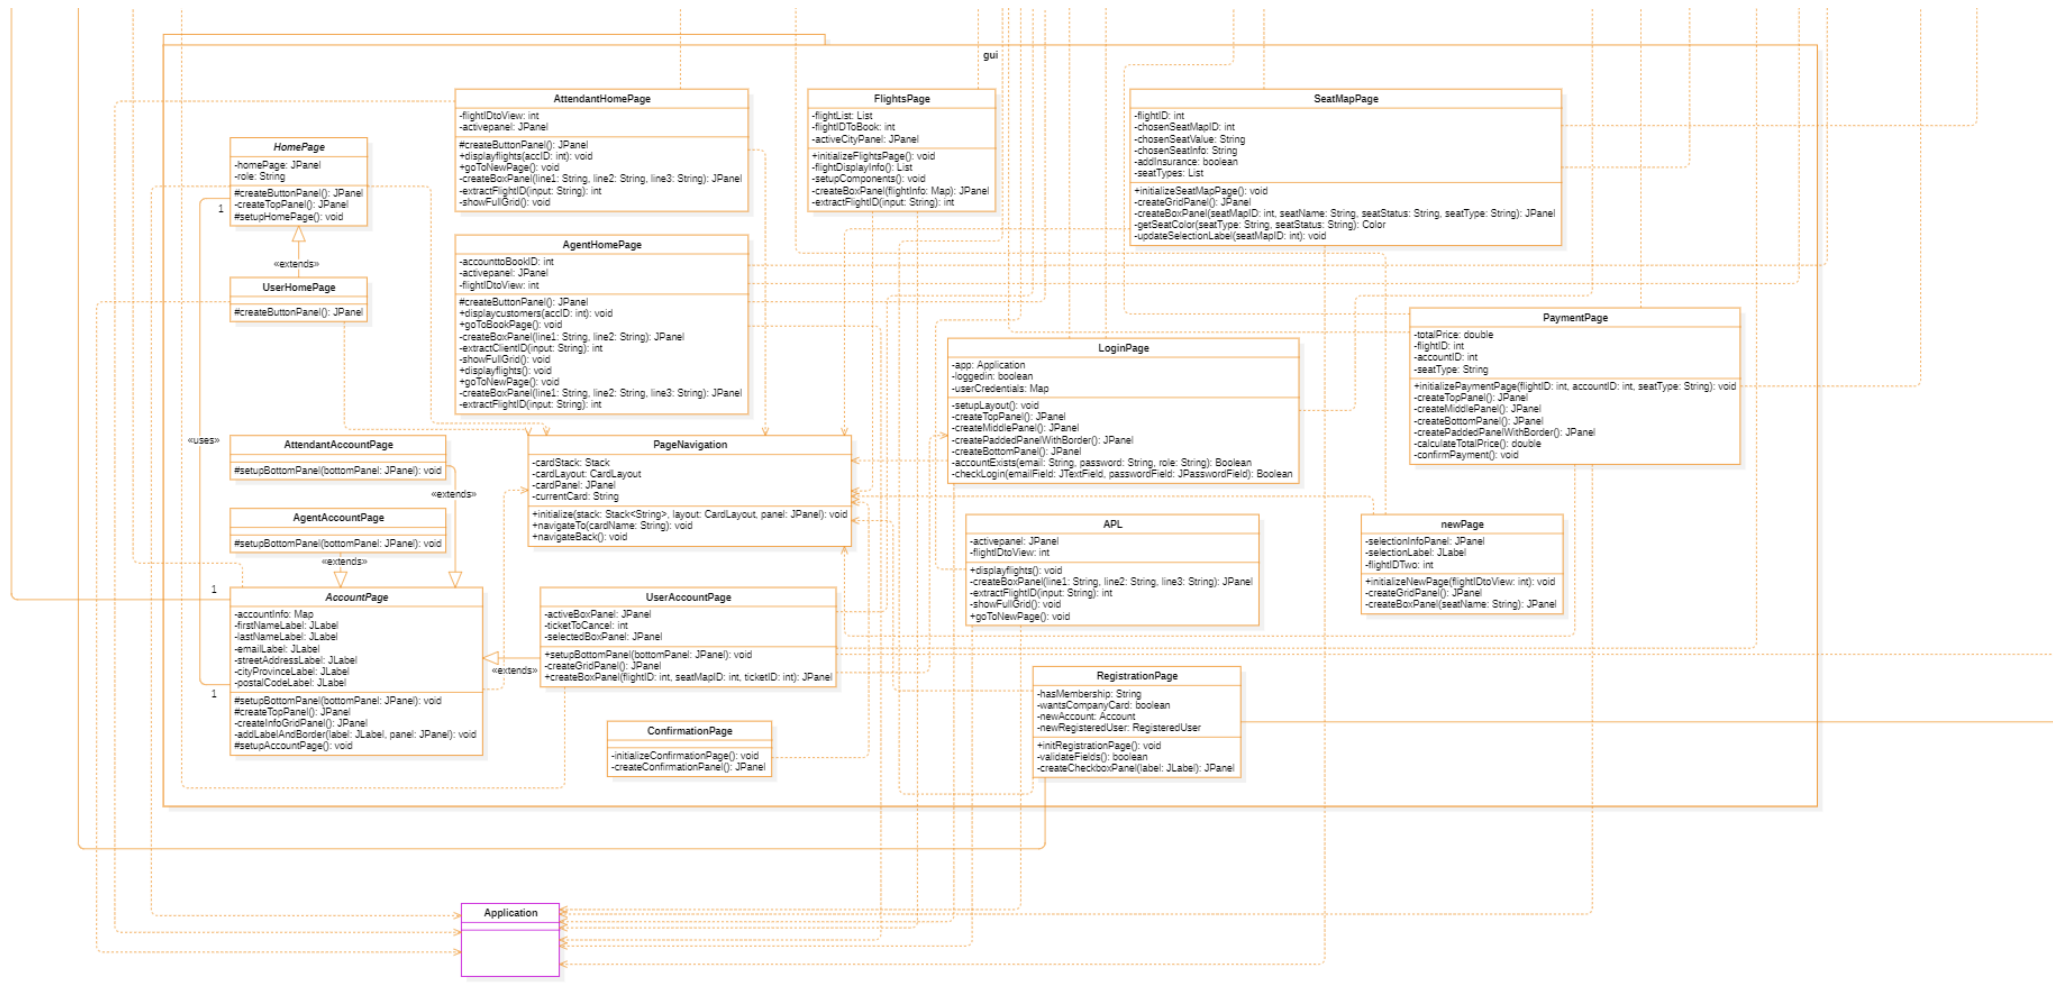 gui
AttendantHomePage
-flightIDtoView: int
-activepanel: JPanel
#createButtonPanel(): JPanel
+displayflights(accID: int): void
+goToNewPage(): void
-createBoxPanel(line1: String, line2: String, line3: String): JPanel
-extractFlightID(input: String): int
-showFullGrid(): void
FlightsPage
-flightList: List
-flightIDToBook: int
-activeCityPanel: JPanel
+initializeFlightsPage(): void
-flightDisplayInfo(): List
-setupComponents(): void
-createBoxPanel(flightInfo: Map): JPanel
-extractFlightID(input: String): int
SeatMapPage
-flightID: int
-chosenSeatMapID: int
-chosenSeatValue: String
-chosenSeatInfo: String
-addInsurance: boolean
-seatTypes: List
+initializeSeatMapPage(): void
-createGridPanel(): JPanel
-createBoxPanel(seatMapID: int, seatName: String, seatStatus: String, seatType: String): JPanel
-getSeatColor(seatType: String, seatStatus: String): Color
-updateSelectionLabel(seatMapID: int): void
HomePage
-homePage: JPanel
-role: String
#createButtonPanel(): JPanel
-createTopPanel(): JPanel
#setupHomePage(): void
1
«extends»
UserHomePage
#createButtonPanel(): JPanel
AgentHomePage
-accounttoBookID: int
-activepanel: JPanel
-flightIDtoView: int
#createButtonPanel(): JPanel
+displaycustomers(accID: int): void
+goToBookPage(): void
-createBoxPanel(line1: String, line2: String): JPanel
-extractClientID(input: String): int
-showFullGrid(): void
+displayflights(): void
+goToNewPage(): void
-createBoxPanel(line1: String, line2: String, line3: String): JPanel
-extractFlightID(input: String): int
LoginPage
-app: Application
-loggedin: boolean
-userCredentials: Map
-setupLayout(): void
-createTopPanel(): JPanel
-createMiddlePanel(): JPanel
-createPaddedPanelWithBorder(): JPanel
-createBottomPanel(): JPanel
-accountExists(email: String, password: String, role: String): Boolean
-checkLogin(emailField: JTextField, passwordField: JPasswordField): Boolean
PaymentPage
-totalPrice: double
-flightID: int
-accountID: int
-seatType: String
+initializePaymentPage(flightID: int, accountID: int, seatType: String): void
-createTopPanel(): JPanel
-createMiddlePanel(): JPanel
-createBottomPanel(): JPanel
-createPaddedPanelWithBorder(): JPanel
-calculateTotalPrice(): double
-confirmPayment(): void
«uses»
AttendantAccountPage
#setupBottomPanel(bottomPanel: JPanel): void
«extends»
AgentAccountPage
#setupBottomPanel(bottomPanel: JPanel): void
«extends»
PageNavigation
-cardStack: Stack
-cardLayout: CardLayout
-cardPanel: JPanel
-currentCard: String
+initialize(stack: Stack<String>, layout: CardLayout, panel: JPanel): void
+navigateTo(cardName: String): void
+navigateBack(): void
APL
-activepanel: JPanel
-flightIDtoView: int
+displayflights(): void
-createBoxPanel(line1: String, line2: String, line3: String): JPanel
-extractFlightID(input: String): int
-showFullGrid(): void
+goToNewPage(): void
newPage
-selectionInfoPanel: JPanel
-selectionLabel: JLabel
-flightIDTwo: int
+initializeNewPage(flightIDtoView: int): void
-createGridPanel(): JPanel
-createBoxPanel(seatName: String): JPanel
1
AccountPage
-accountInfo: Map
-firstNameLabel: JLabel
-lastNameLabel: JLabel
-emailLabel: JLabel
-streetAddressLabel: JLabel
-cityProvinceLabel: JLabel
-postalCodeLabel: JLabel
1
#setupBottomPanel(bottomPanel: JPanel): void
#createTopPanel(): JPanel
-createInfoGridPanel(): JPanel
-addLabelAndBorder(label: JLabel, panel: JPanel): void
#setupAccountPage(): void
«extends»
UserAccountPage
-activeBoxPanel: JPanel
-ticketToCancel: int
-selectedBoxPanel: JPanel
+setupBottomPanel(bottomPanel: JPanel): void
-createGridPanel(): JPanel
+createBoxPanel(flightID: int, seatMapID: int, ticketID: int): JPanel
RegistrationPage
-hasMembership: String
-wantsCompanyCard: boolean
-newAccount: Account
-newRegisteredUser: RegisteredUser
+initRegistrationPage(): void
-validateFields(): boolean
-createCheckboxPanel(label: JLabel): JPanel
ConfirmationPage
-initializeConfirmationPage(): void
-createConfirmationPanel(): JPanel
Application